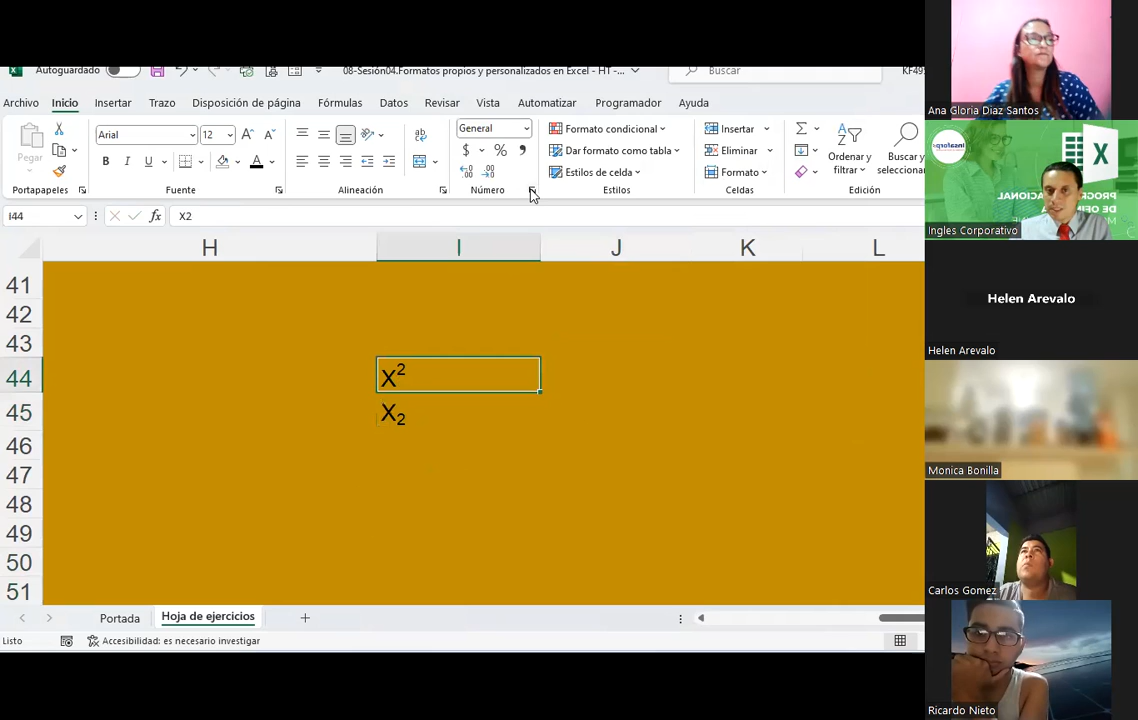 Autoguardado
08-Sesión04.Formatos propios y personalizados en Excel - HT -...
Buscar
KF49
Archivo Inicio Insertar Trazo Disposición de página Fórmulas Datos Revisar Vista Automatizar Programador Ayuda
Pegar
Arial 12
General
Formato condicional
Dar formato como tabla
Estilos de celda
Insertar
Eliminar
Formato
Ordenar y
filtrar
Buscar y
seleccionar
N K S
$ %
Portapapeles Fuente Alineación Número Estilos Celdas Edición
I44 fx X2
H I J K L
41
42
43
44 X²
45 X₂
46
47
48
49
50
51
Portada Hoja de ejercicios
Listo Accesibilidad: es necesario investigar
Ana Gloria Diaz Santos
Ingles Corporativo
Helen Arevalo
Helen Arevalo
Monica Bonilla
Carlos Gomez
Ricardo Nieto